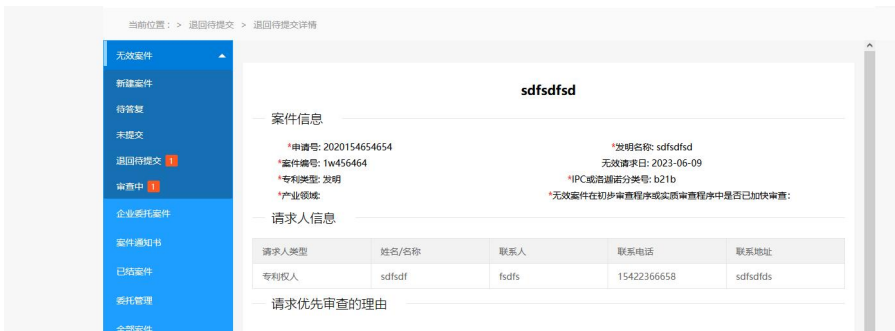 当前位置： > 退回待提交 > 退回待提交详情
无效案件
新建案件
待答复
未提交
退回待提交 1
审查中 1
企业委托案件
案件通知书
已结案件
委托管理
全部案件
sdfsdfsd
案件信息
*申请号: 2020154654654 *发明名称: sdfsdfsd
*案件编号: 1w456464 无效请求日: 2023-06-09
*专利类型: 发明 *IPC或洛迦诺分类号: b21b
*产业领域: *无效案件在初步审查程序或实质审查程序中是否已加快审查:
请求人信息
请求人类型 姓名/名称 联系人 联系电话 联系地址
专利权人 sdfsdf fsdfs 15422366658 sdfsdfds
请求优先审查的理由